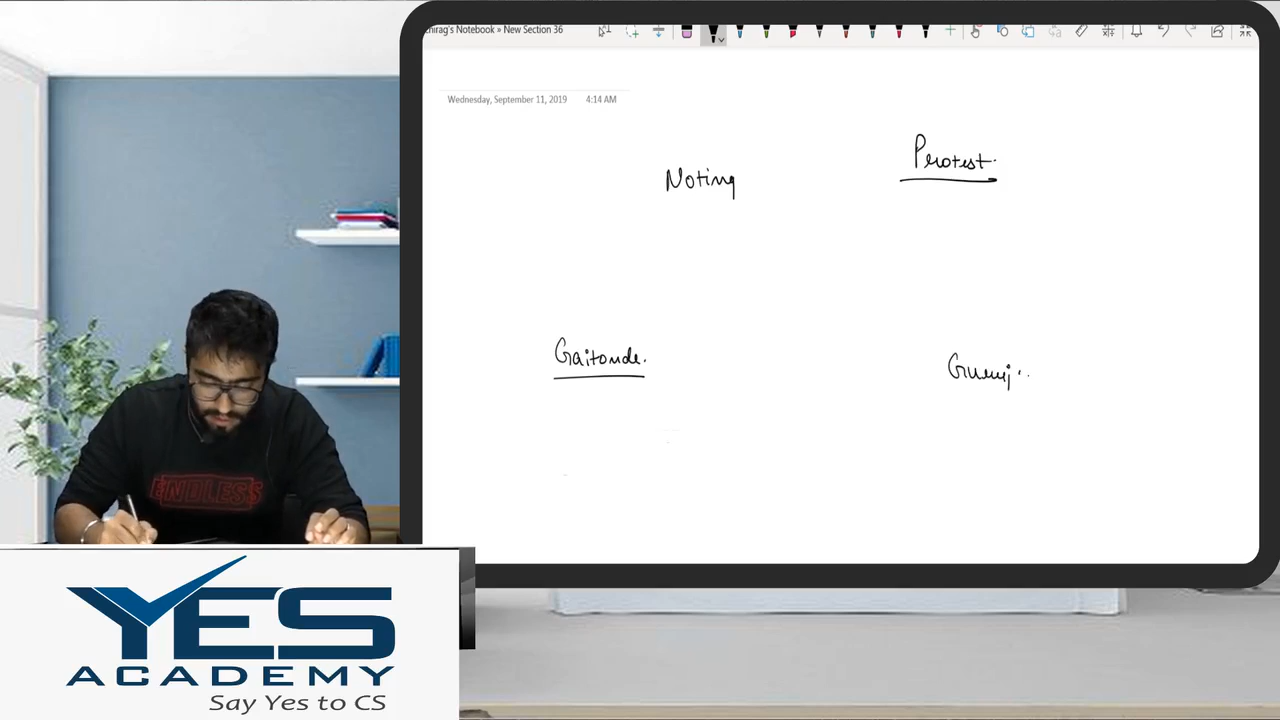 chirag's Notebook » New Section 36
Wednesday, September 11, 2019 4:14 AM
Protest.
Noting
Gaitonde.
Guruj..
ENDLESS
YES
ACADEMY
Say Yes to CS